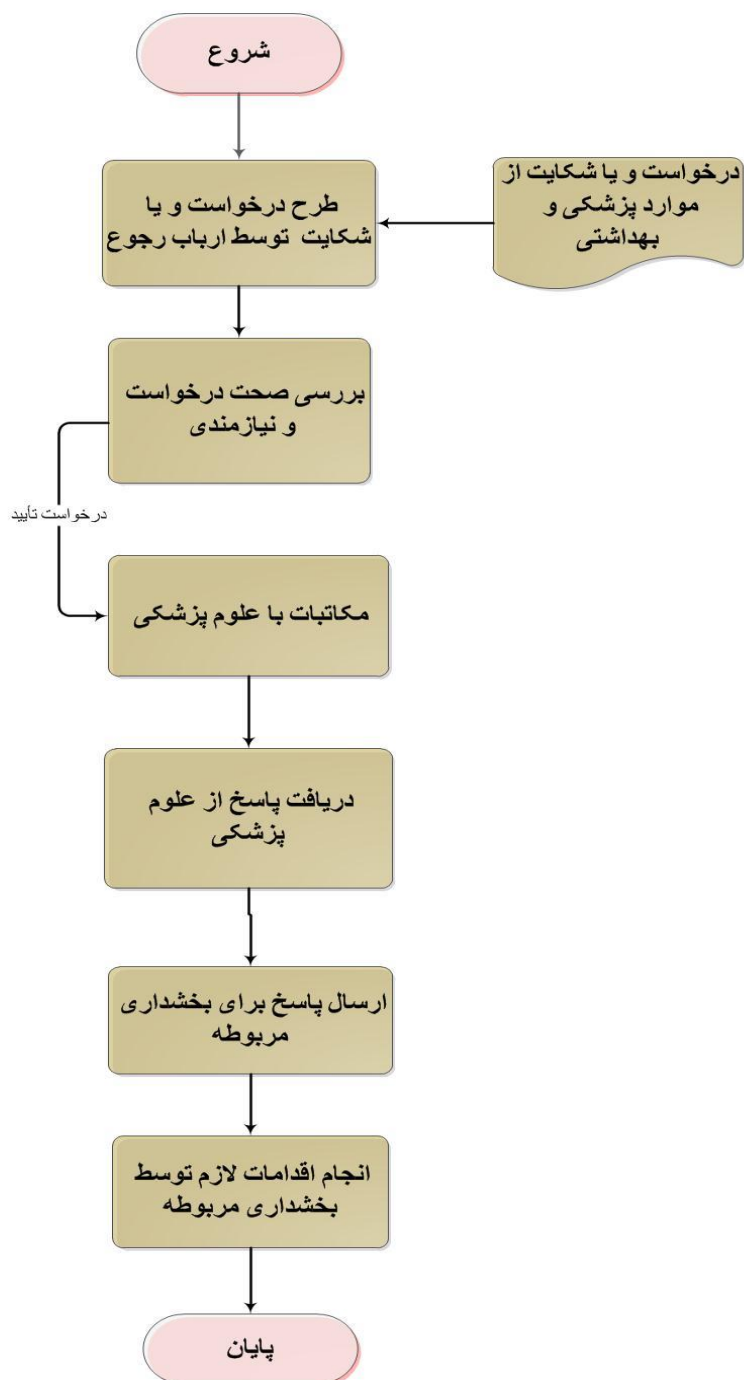 شروع
درخواست و یا شکایت از
موارد پزشکی و
بهداشتی
طرح درخواست و یا
شکایت توسط ارباب رجوع
بررسی صحت درخواست
و نیازمندی
درخواست تأیید
مکاتبات با علوم پزشکی
دریافت پاسخ از علوم
پزشکی
ارسال پاسخ برای بخشداری
مربوطه
انجام اقدامات لازم توسط
بخشداری مربوطه
پایان